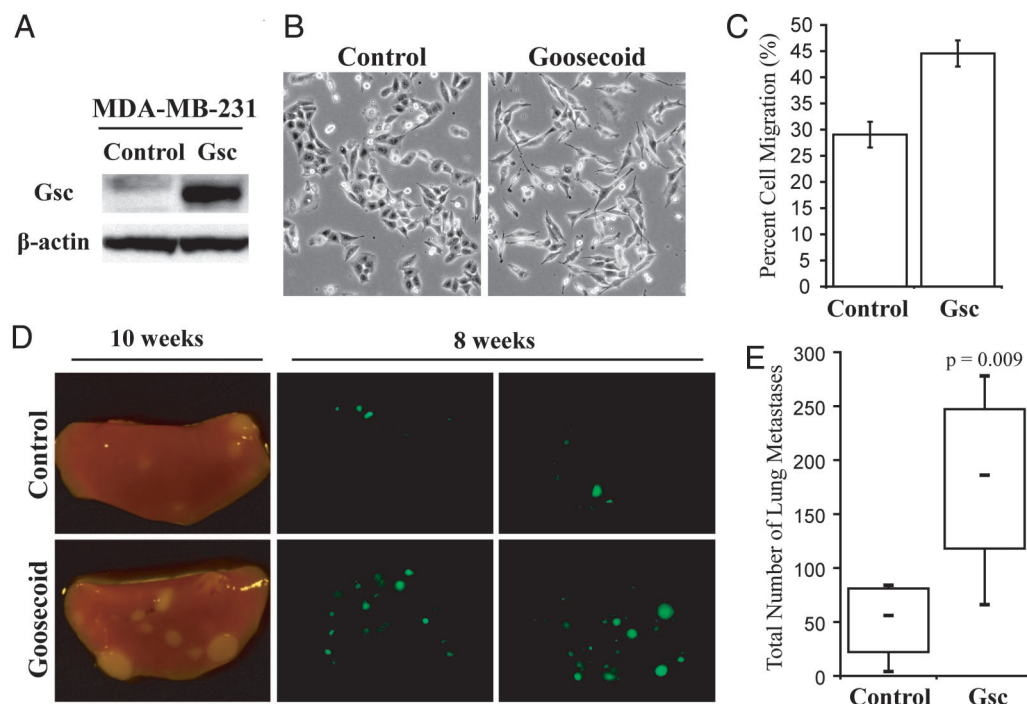 A
MDA-MB-231
Control Gsc
Gsc
β-actin
B
Control Goosecoid
C
Percent Cell Migration (%)
50
45
40
35
30
25
20
15
10
5
0
Control Gsc
D
10 weeks 8 weeks
Control
Goosecoid
E
Total Number of Lung Metastases
p = 0.009
300
250
200
150
100
50
0
Control Gsc